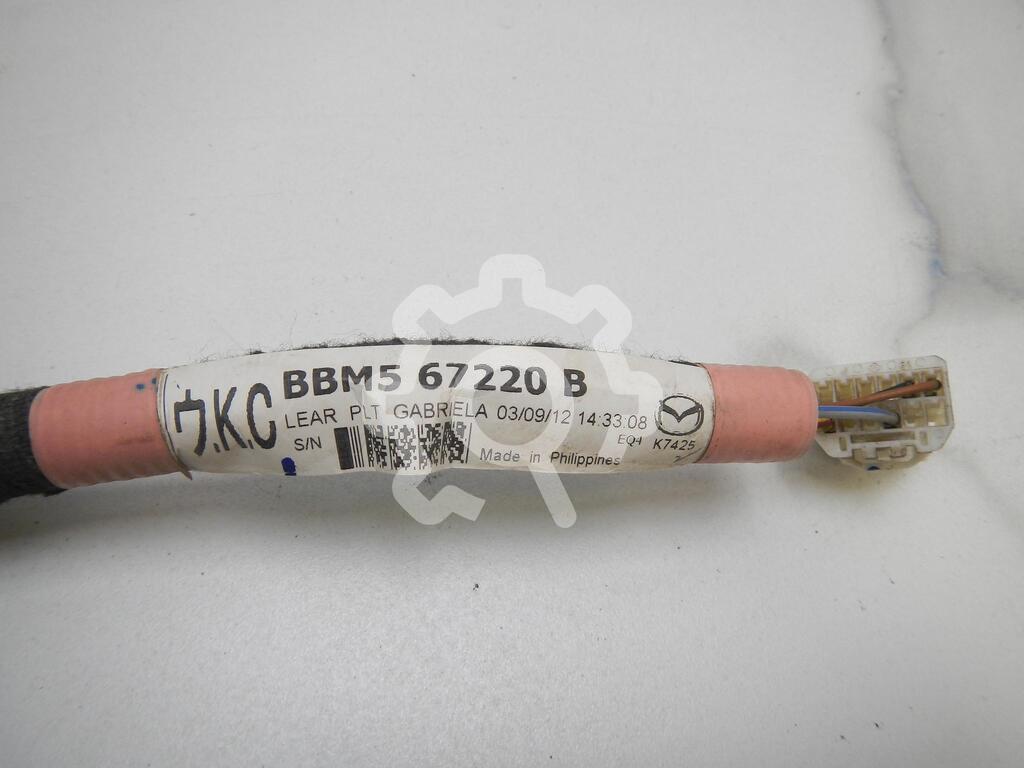 BBM5 67220 B
ウ.K.C
LEAR PLT GABRIELA 03/09/12 14:33:08
S/N
EQ4 K7425
Made in Philippines